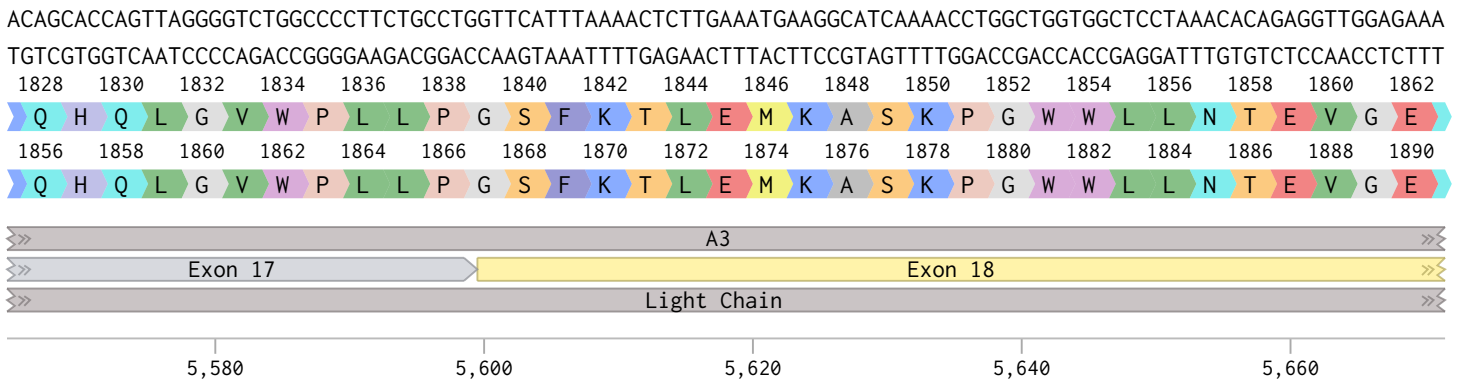 ACAGCACCAGTTAGGGGTCTGGCCCCTTCTGCCTGGTTCATTTAAAACTCTTGAAATGAAGGCATCAAAACCTGGCTGGTGGCTCCTAAACACAGAGGTTGGAGAAA
TGTCGTGGTCAATCCCCAGACCGGGGAAGACGGACCAAGTAAATTTTGAGAACTTTACTTCCGTAGTTTTGGACCGACCACCGAGGATTTGTGTCTCCAACCTCTTT
1828 1830 1832 1834 1836 1838 1840 1842 1844 1846 1848 1850 1852 1854 1856 1858 1860 1862
Q H Q L G V W P L L P G S F K T L E M K A S K P G W W L L N T E V G E
1856 1858 1860 1862 1864 1866 1868 1870 1872 1874 1876 1878 1880 1882 1884 1886 1888 1890
Q H Q L G V W P L L P G S F K T L E M K A S K P G W W L L N T E V G E
A3
Exon 17 Exon 18
Light Chain
5,580 5,600 5,620 5,640 5,660